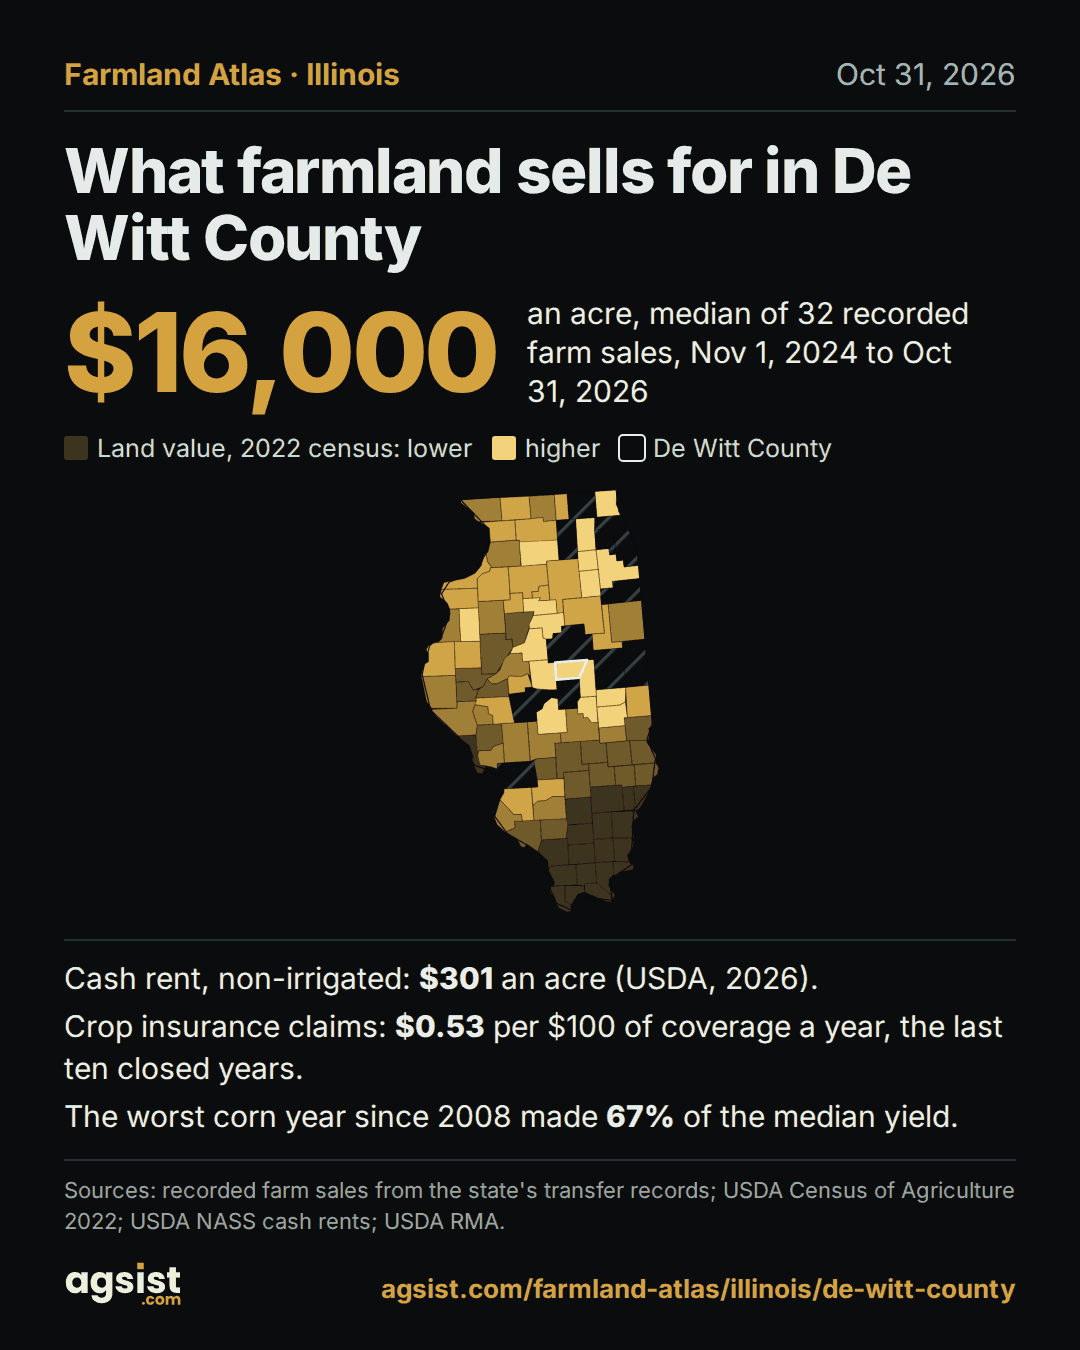 Farmland Atlas · Illinois
Oct 31, 2026
What farmland sells for in De
Witt County
$16,000
an acre, median of 32 recorded
farm sales, Nov 1, 2024 to Oct
31, 2026
Land value, 2022 census: lower
higher
De Witt County
Cash rent, non-irrigated: $301 an acre (USDA, 2026).
Crop insurance claims: $0.53 per $100 of coverage a year, the last
ten closed years.
The worst corn year since 2008 made 67% of the median yield.
Sources: recorded farm sales from the state's transfer records; USDA Census of Agriculture
2022; USDA NASS cash rents; USDA RMA.
agsist
.com
agsist.com/farmland-atlas/illinois/de-witt-county